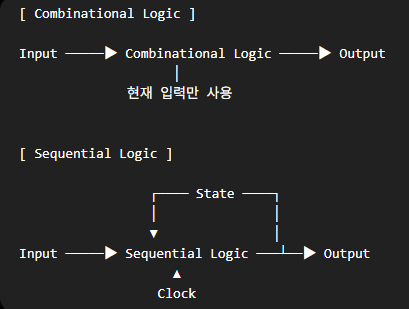 [ Combinational Logic ]
Input Combinational Logic Output
현재 입력만 사용
[ Sequential Logic ]
State
Input Sequential Logic Output
Clock